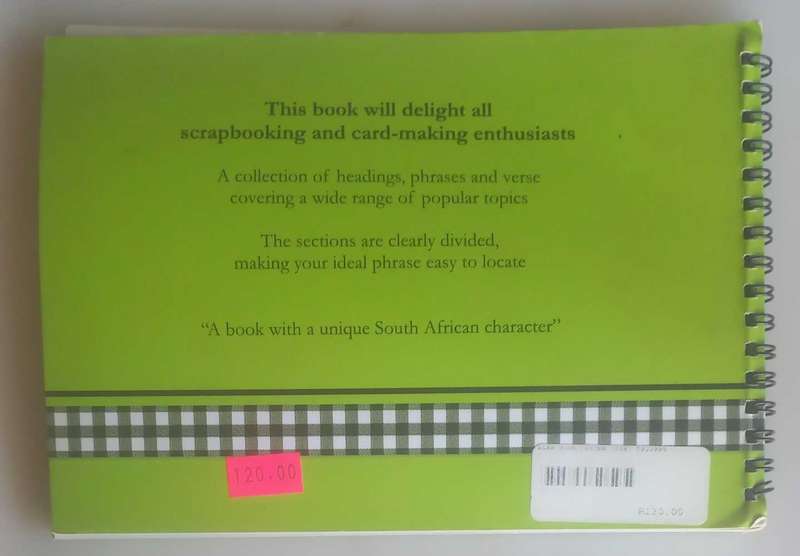 This book will delight all
scrapbooking and card-making enthusiasts
A collection of headings, phrases and verse
covering a wide range of popular topics
The sections are clearly divided,
making your ideal phrase easy to locate
“A book with a unique South African character”
120.00
R120.00